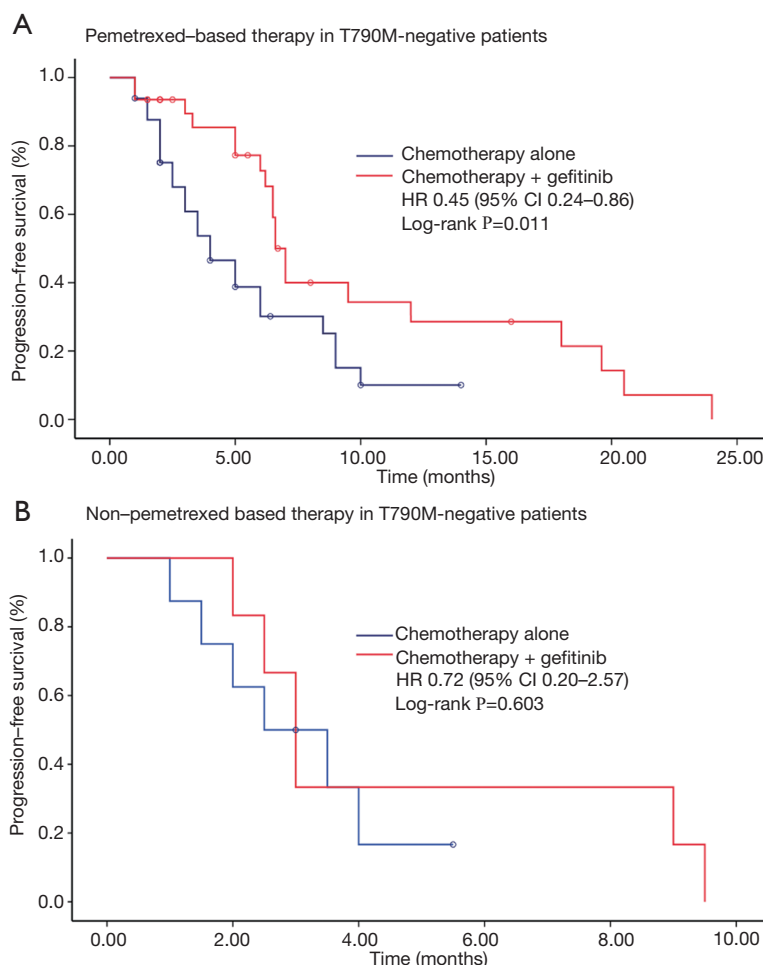 A
Pemetrexed–based therapy in T790M-negative patients
1.0
0.8
0.6
0.4
0.2
0.0
Progression–free surcival (%)
Chemotherapy alone
Chemotherapy + gefitinib
HR 0.45 (95% CI 0.24–0.86)
Log-rank P=0.011
0.00 5.00 10.00 15.00 20.00 25.00
Time (months)
B
Non–pemetrexed based therapy in T790M-negative patients
1.0
0.8
0.6
0.4
0.2
0.0
Progression–free surcival (%)
Chemotherapy alone
Chemotherapy + gefitinib
HR 0.72 (95% CI 0.20–2.57)
Log-rank P=0.603
0.00 2.00 4.00 6.00 8.00 10.00
Time (months)